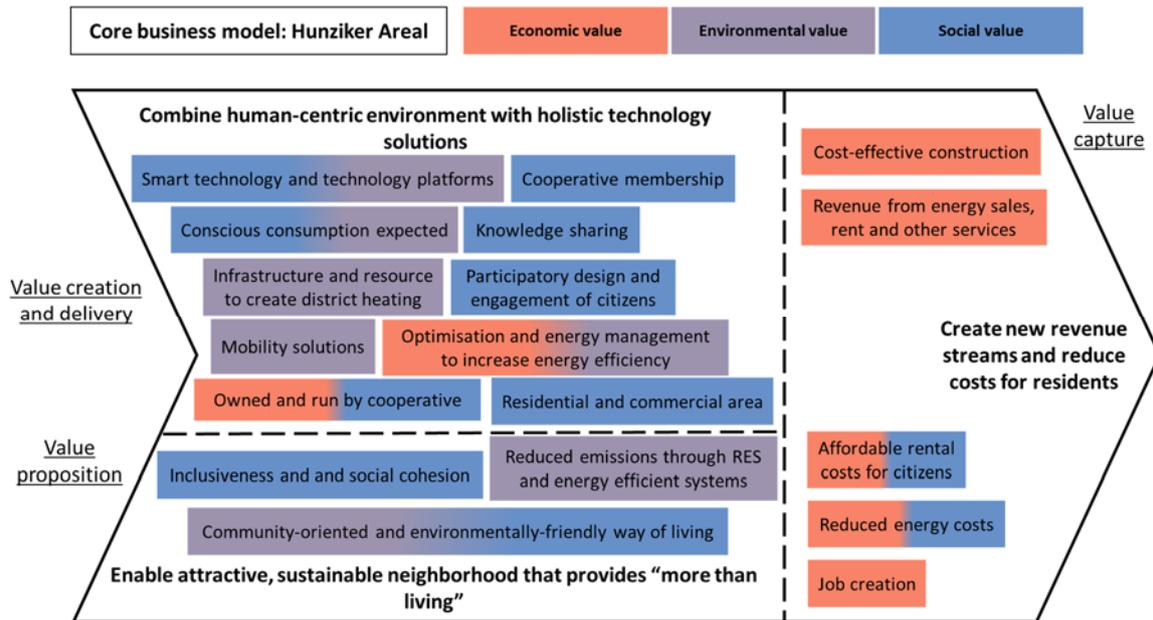 Core business model: Hunziker Areal
Economic value
Environmental value
Social value
Combine human-centric environment with holistic technology
solutions
Smart technology and technology platforms
Cooperative membership
Conscious consumption expected
Knowledge sharing
Infrastructure and resource
to create district heating
Participatory design and
engagement of citizens
Mobility solutions
Optimisation and energy management
to increase energy efficiency
Owned and run by cooperative
Residential and commercial area
Value creation
and delivery
Value
proposition
Inclusiveness and and social cohesion
Reduced emissions through RES
and energy efficient systems
Community-oriented and environmentally-friendly way of living
Enable attractive, sustainable neighborhood that provides “more than
living”
Value
capture
Cost-effective construction
Revenue from energy sales,
rent and other services
Create new revenue
streams and reduce
costs for residents
Affordable rental
costs for citizens
Reduced energy costs
Job creation